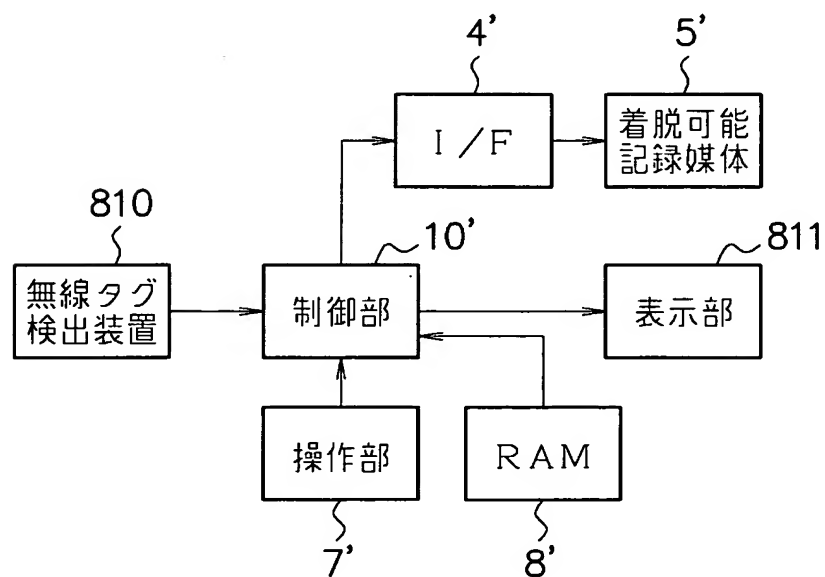 4'
5'
I/F
着脱可能
記録媒体
810
10'
811
無線タグ
検出装置
制御部
表示部
操作部
RAM
7'
8'